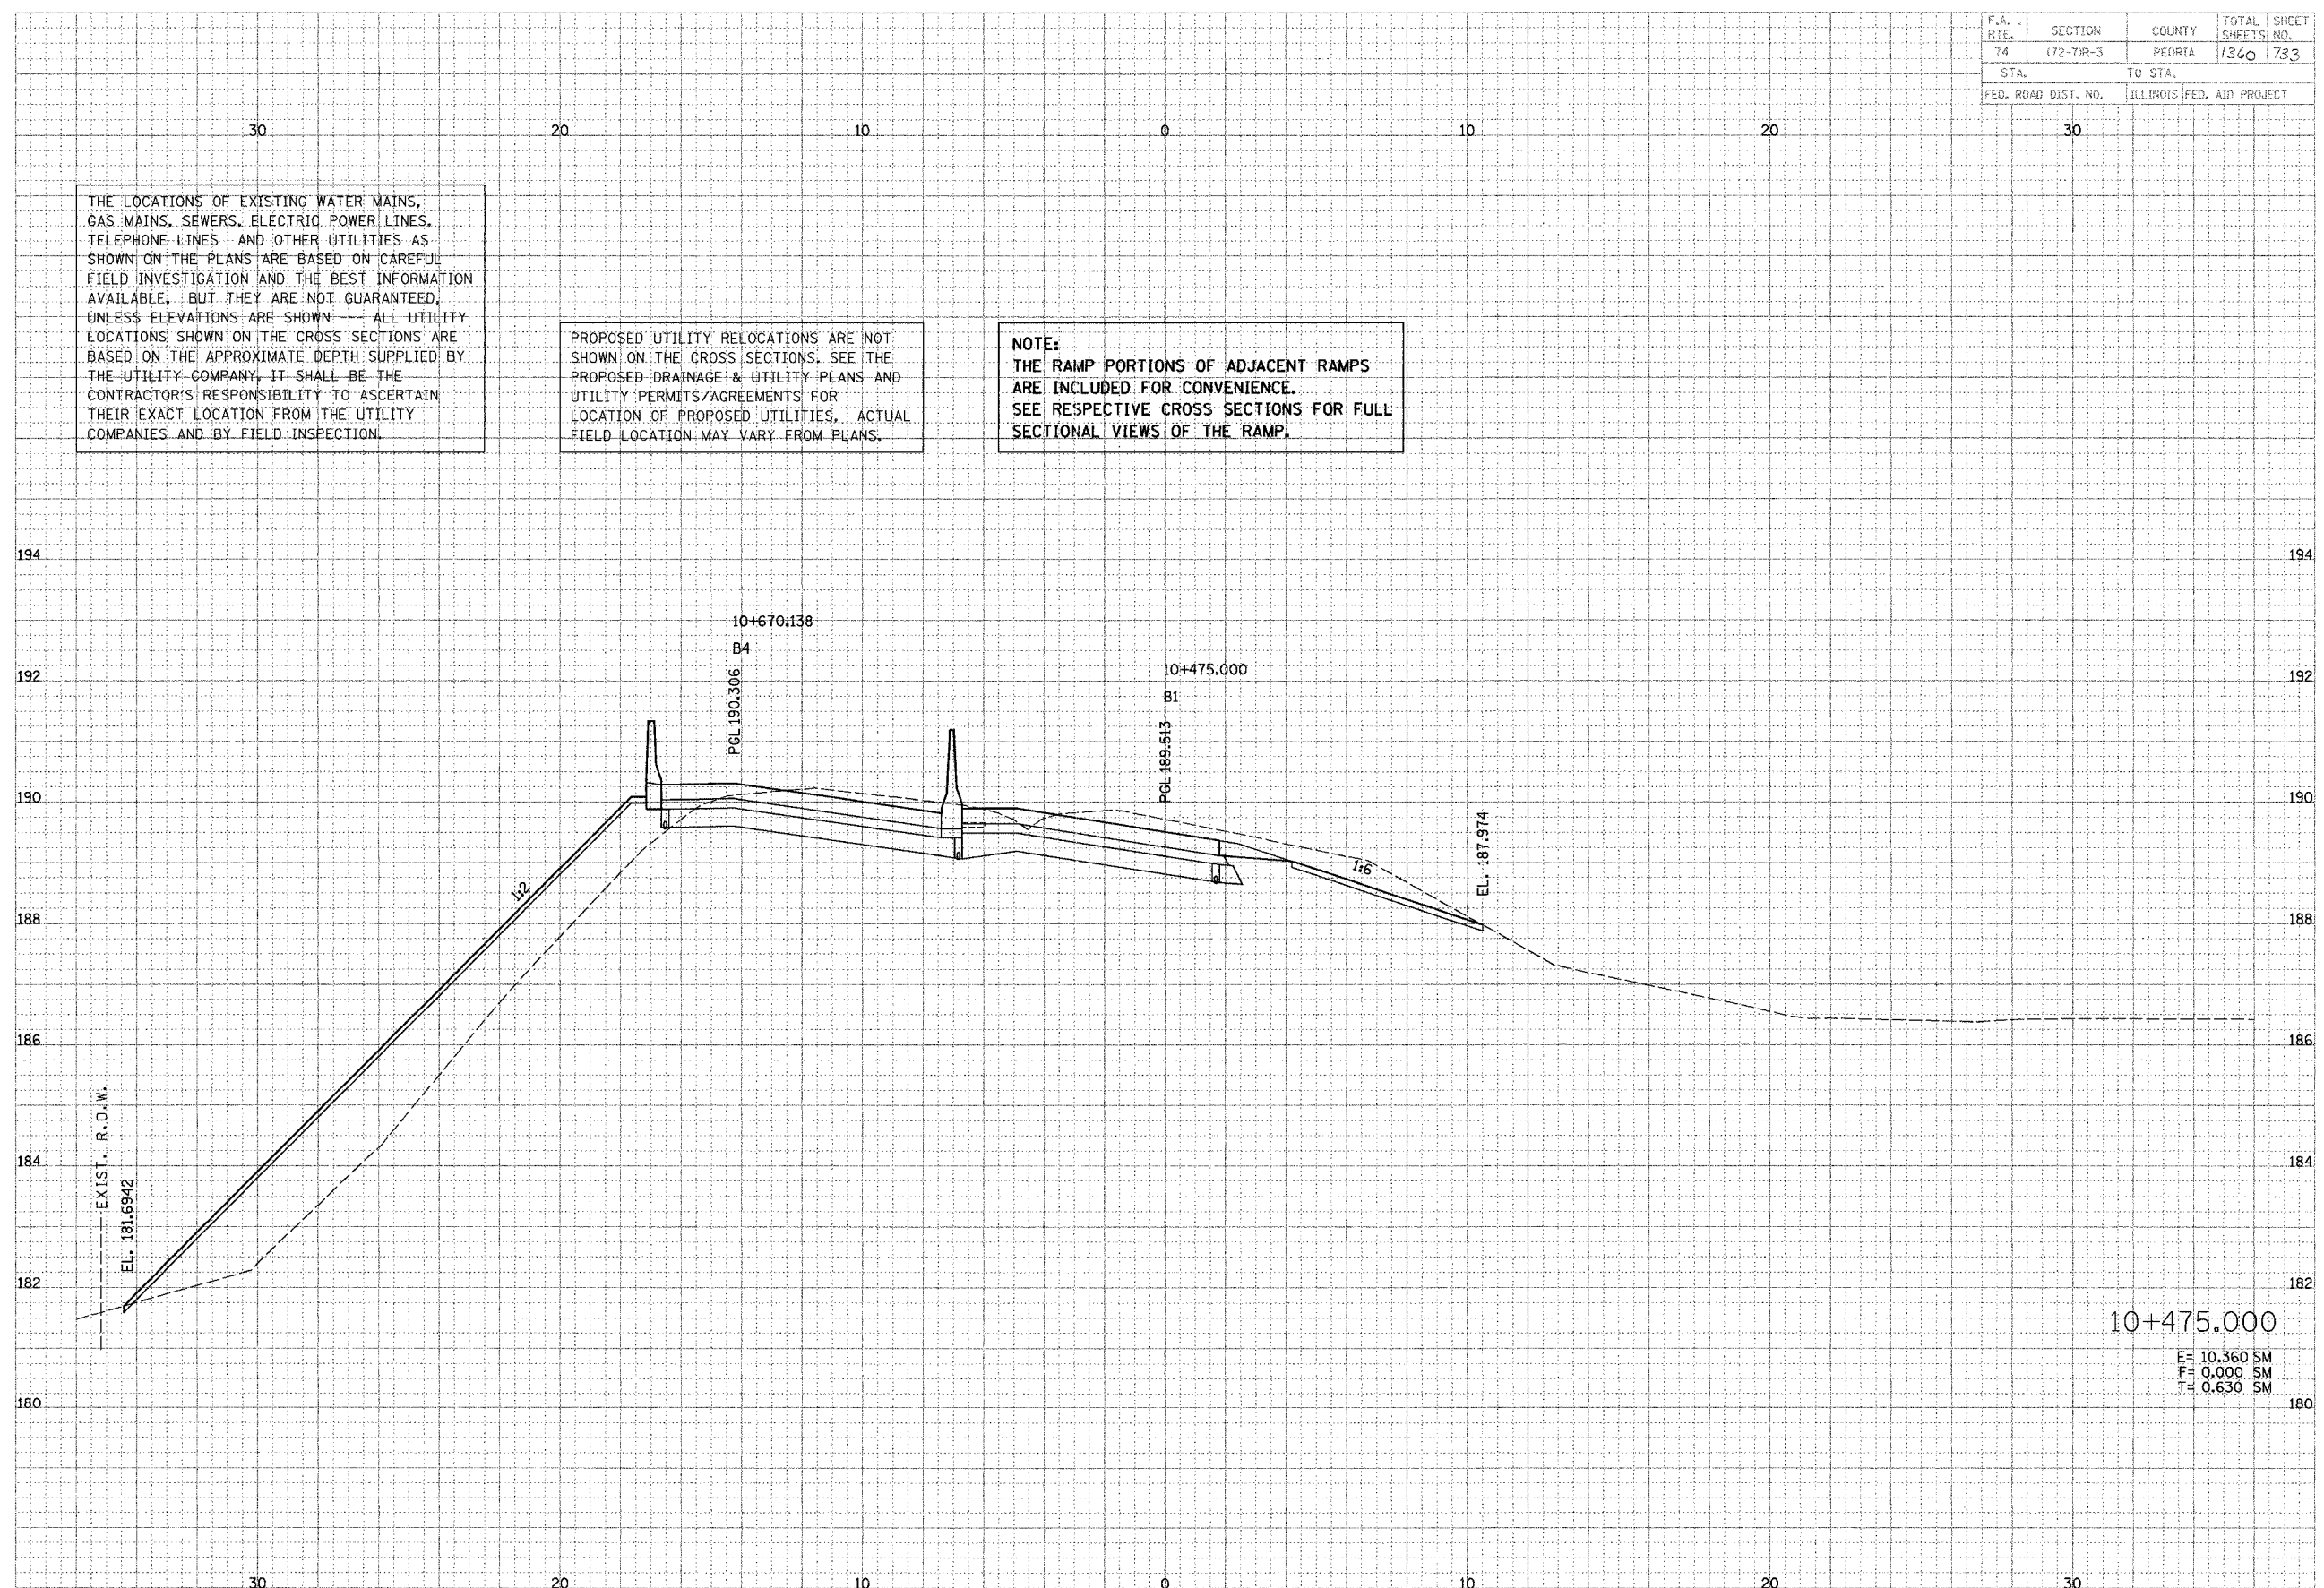 F.A. RTE. SECTION COUNTY TOTAL SHEETS SHEET NO.
74 (72-7)R-3 PEORIA 1360 733
STA. TO STA.
FED. ROAD DIST. NO. ILLINOIS FED. AID PROJECT
30 20 10 0 10 20 30
THE LOCATIONS OF EXISTING WATER MAINS,
GAS MAINS, SEWERS, ELECTRIC POWER LINES,
TELEPHONE LINES AND OTHER UTILITIES AS
SHOWN ON THE PLANS ARE BASED ON CAREFUL
FIELD INVESTIGATION AND THE BEST INFORMATION
AVAILABLE, BUT THEY ARE NOT GUARANTEED,
UNLESS ELEVATIONS ARE SHOWN --- ALL UTILITY
LOCATIONS SHOWN ON THE CROSS SECTIONS ARE
BASED ON THE APPROXIMATE DEPTH SUPPLIED BY
THE UTILITY COMPANY. IT SHALL BE THE
CONTRACTOR'S RESPONSIBILITY TO ASCERTAIN
THEIR EXACT LOCATION FROM THE UTILITY
COMPANIES AND BY FIELD INSPECTION.
PROPOSED UTILITY RELOCATIONS ARE NOT
SHOWN ON THE CROSS SECTIONS. SEE THE
PROPOSED DRAINAGE & UTILITY PLANS AND
UTILITY PERMITS/AGREEMENTS FOR
LOCATION OF PROPOSED UTILITIES, ACTUAL
FIELD LOCATION MAY VARY FROM PLANS.
NOTE:
THE RAMP PORTIONS OF ADJACENT RAMPS
ARE INCLUDED FOR CONVENIENCE.
SEE RESPECTIVE CROSS SECTIONS FOR FULL
SECTIONAL VIEWS OF THE RAMP.
194 194
10+670.138
B4
PGL 190.306
10+475.000
B1
PGL 189.513
192 192
190 190
1:2
1:6
EL. 187.974
188 188
186 186
EXIST. R.O.W.
EL. 181.6942
184 184
182 182
10+475.000
E= 10.360 SM
F= 0.000 SM
T= 0.630 SM
180 180
30 20 10 0 10 20 30